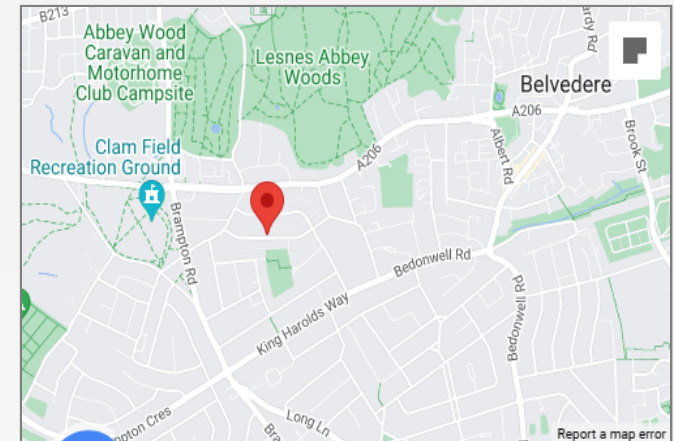 B213
Abbey Wood
Caravan and
Motorhome
Club Campsite
Lesnes Abbey
Woods
Belvedere
A206
A206
Albert Rd
Brook St
Clam Field
Recreation Ground
Brampton Rd
Bedonwell Rd
King Harolds Way
Bedonwell Rd
Long Ln
Report a map error